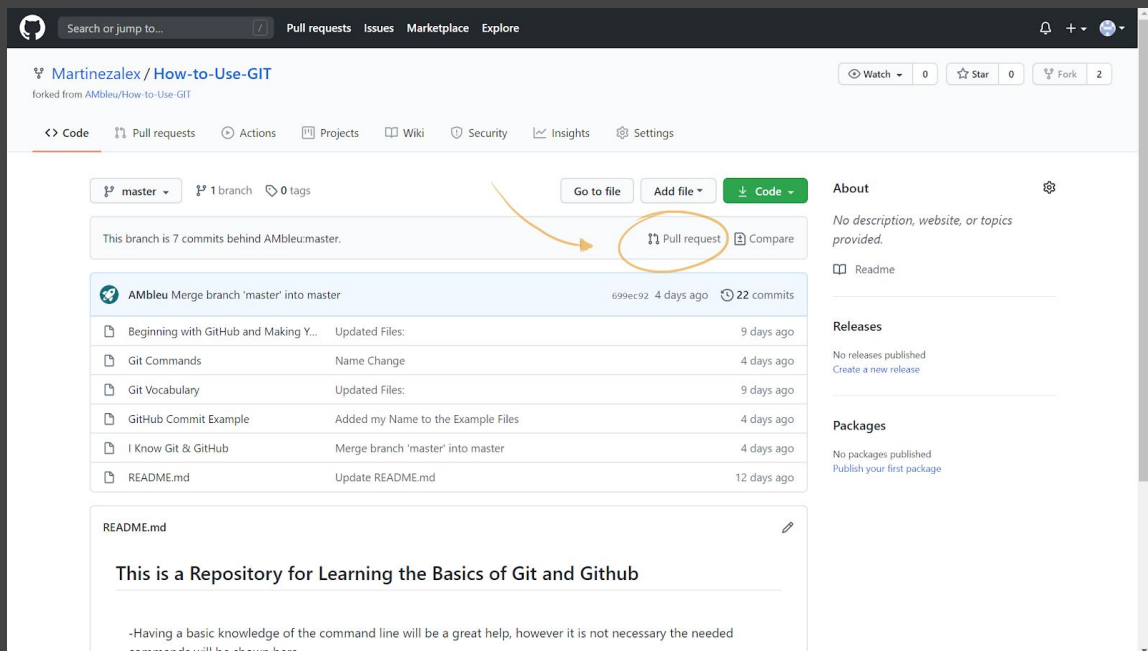 Search or jump to... / Pull requests Issues Marketplace Explore
Martinezalex / How-to-Use-GIT
Watch 0 Star 0 Fork 2
forked from AMbleu/How-to-Use-GIT
Code Pull requests Actions Projects Wiki Security Insights Settings
master 1 branch 0 tags Go to file Add file Code
This branch is 7 commits behind AMbleu:master. Pull request Compare
AMbleu Merge branch 'master' into master 699ec92 4 days ago 22 commits
Beginning with GitHub and Making Y... Updated Files: 9 days ago
Git Commands Name Change 4 days ago
Git Vocabulary Updated Files: 9 days ago
GitHub Commit Example Added my Name to the Example Files 4 days ago
I Know Git & GitHub Merge branch 'master' into master 4 days ago
README.md Update README.md 12 days ago
README.md
This is a Repository for Learning the Basics of Git and Github
-Having a basic knowledge of the command line will be a great help, however it is not necessary the needed
commands will be shown here
About
No description, website, or topics
provided.
Readme
Releases
No releases published
Create a new release
Packages
No packages published
Publish your first package